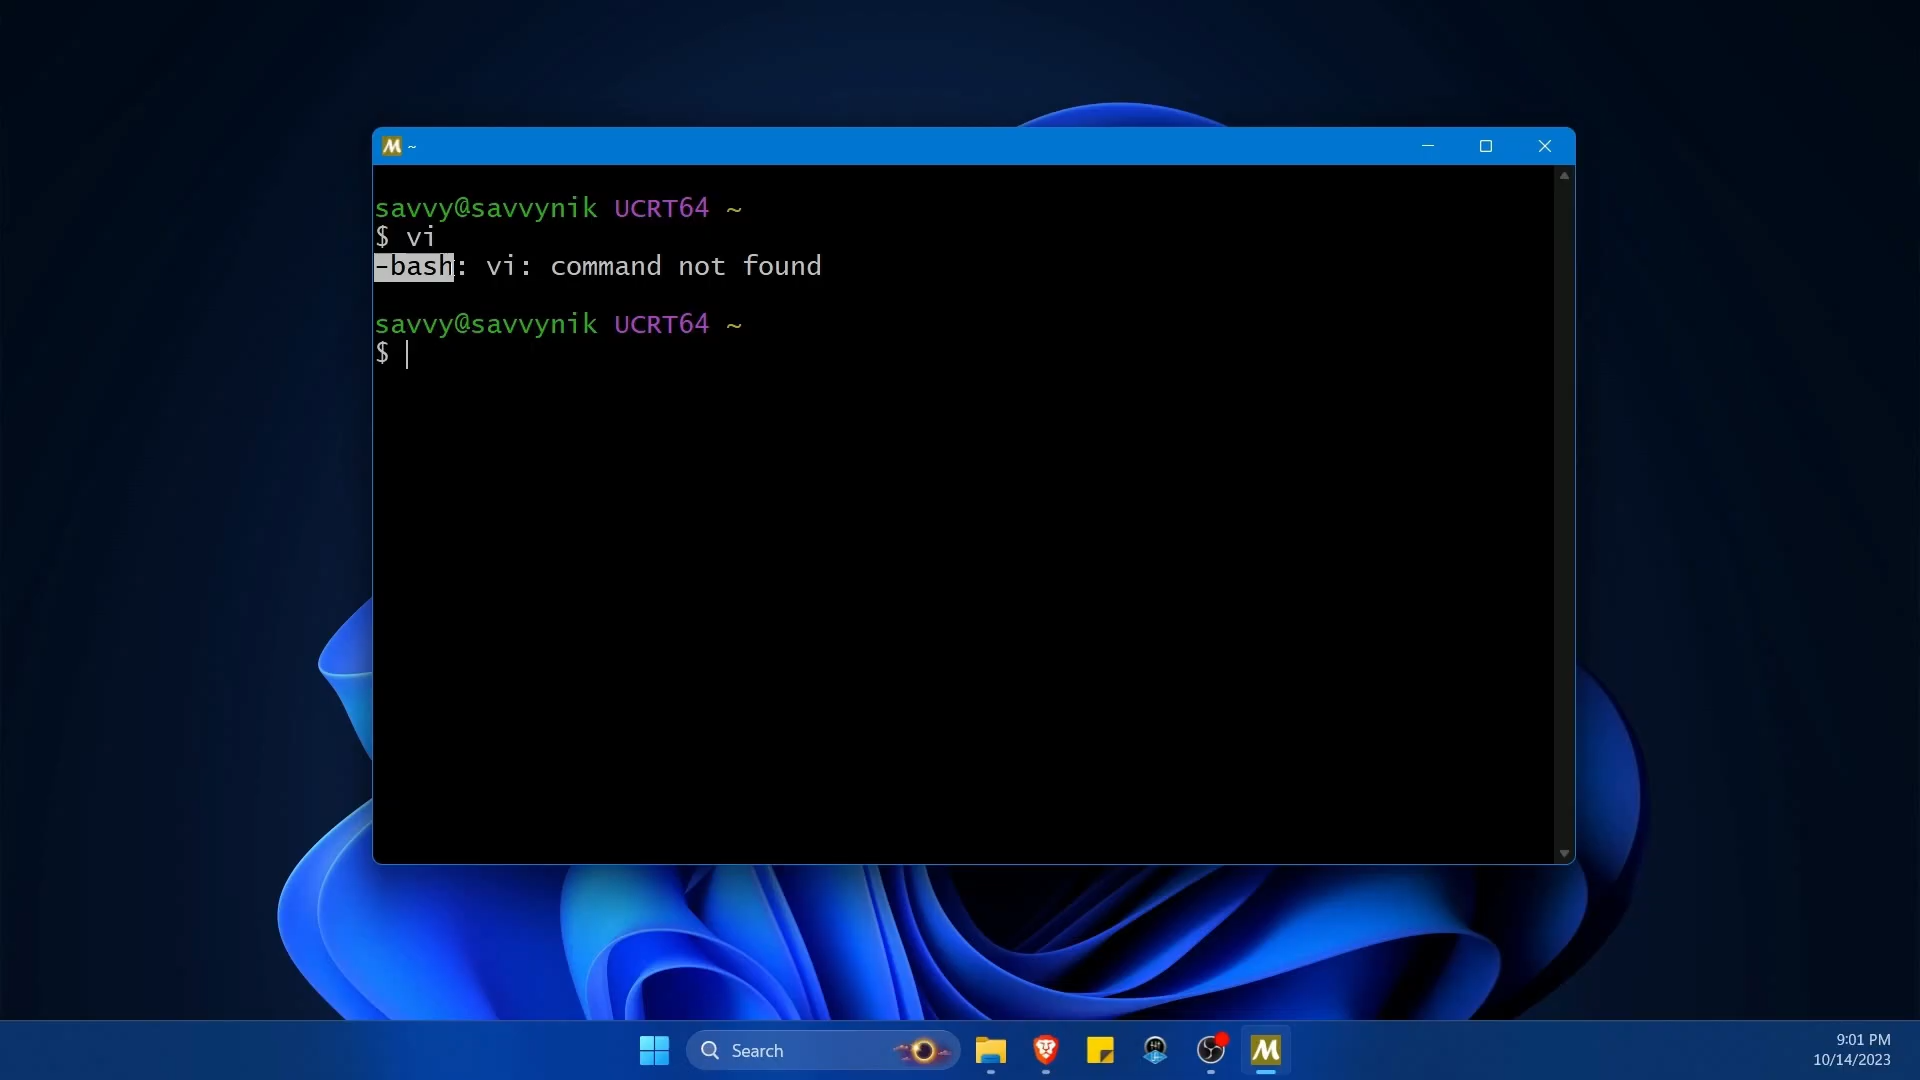 ~
savvy@savvynik UCRT64 ~
$ vi
-bash: vi: command not found
savvy@savvynik UCRT64 ~
$
Search
9:01 PM
10/14/2023